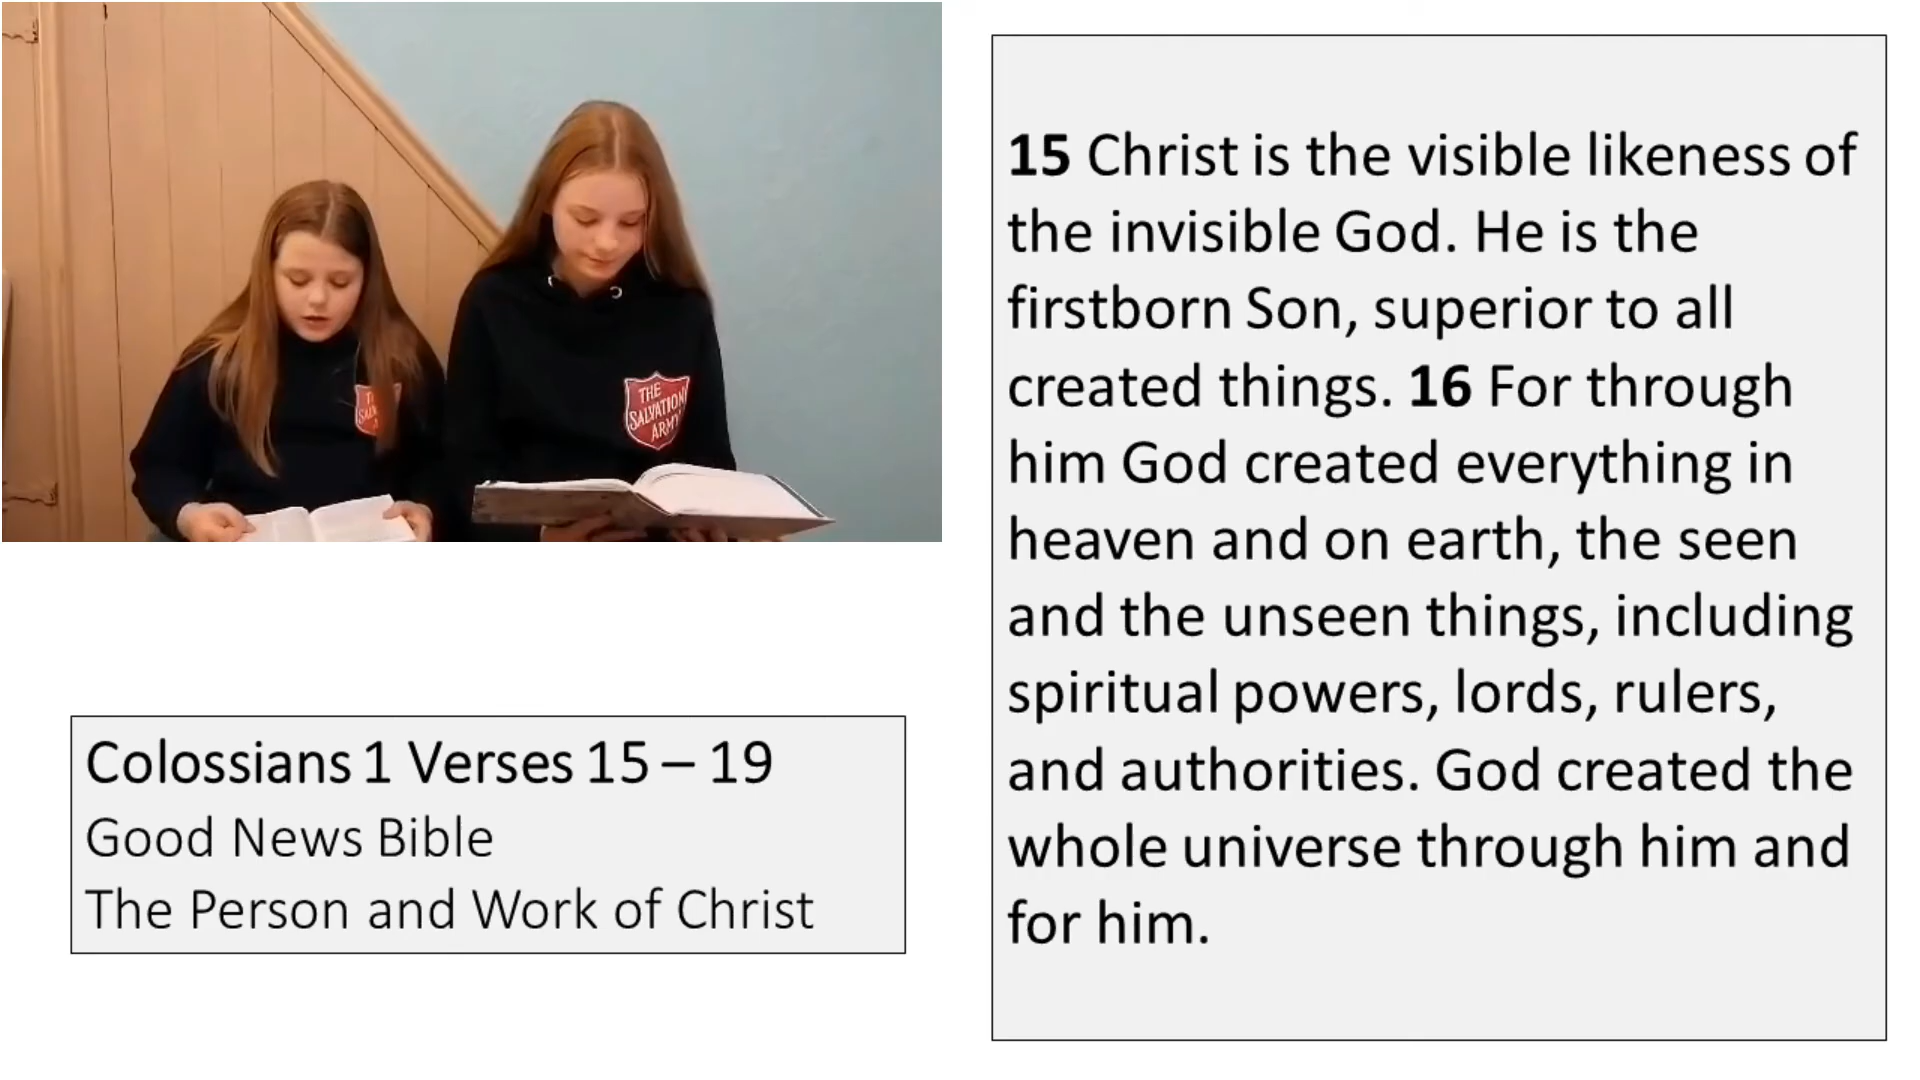 THE
SALVATION
ARMY
15 Christ is the visible likeness of
the invisible God. He is the
firstborn Son, superior to all
created things. 16 For through
him God created everything in
heaven and on earth, the seen
and the unseen things, including
spiritual powers, lords, rulers,
and authorities. God created the
whole universe through him and
for him.
Colossians 1 Verses 15 – 19
Good News Bible
The Person and Work of Christ